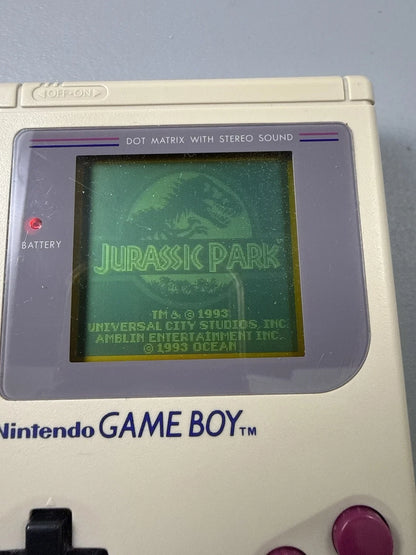 ◁OFF•ON▷
DOT MATRIX WITH STEREO SOUND
BATTERY
JURASSIC PARK
TM & © 1993
UNIVERSAL CITY STUDIOS, INC.
AMBLIN ENTERTAINMENT INC.
© 1993 OCEAN
Nintendo GAME BOY™